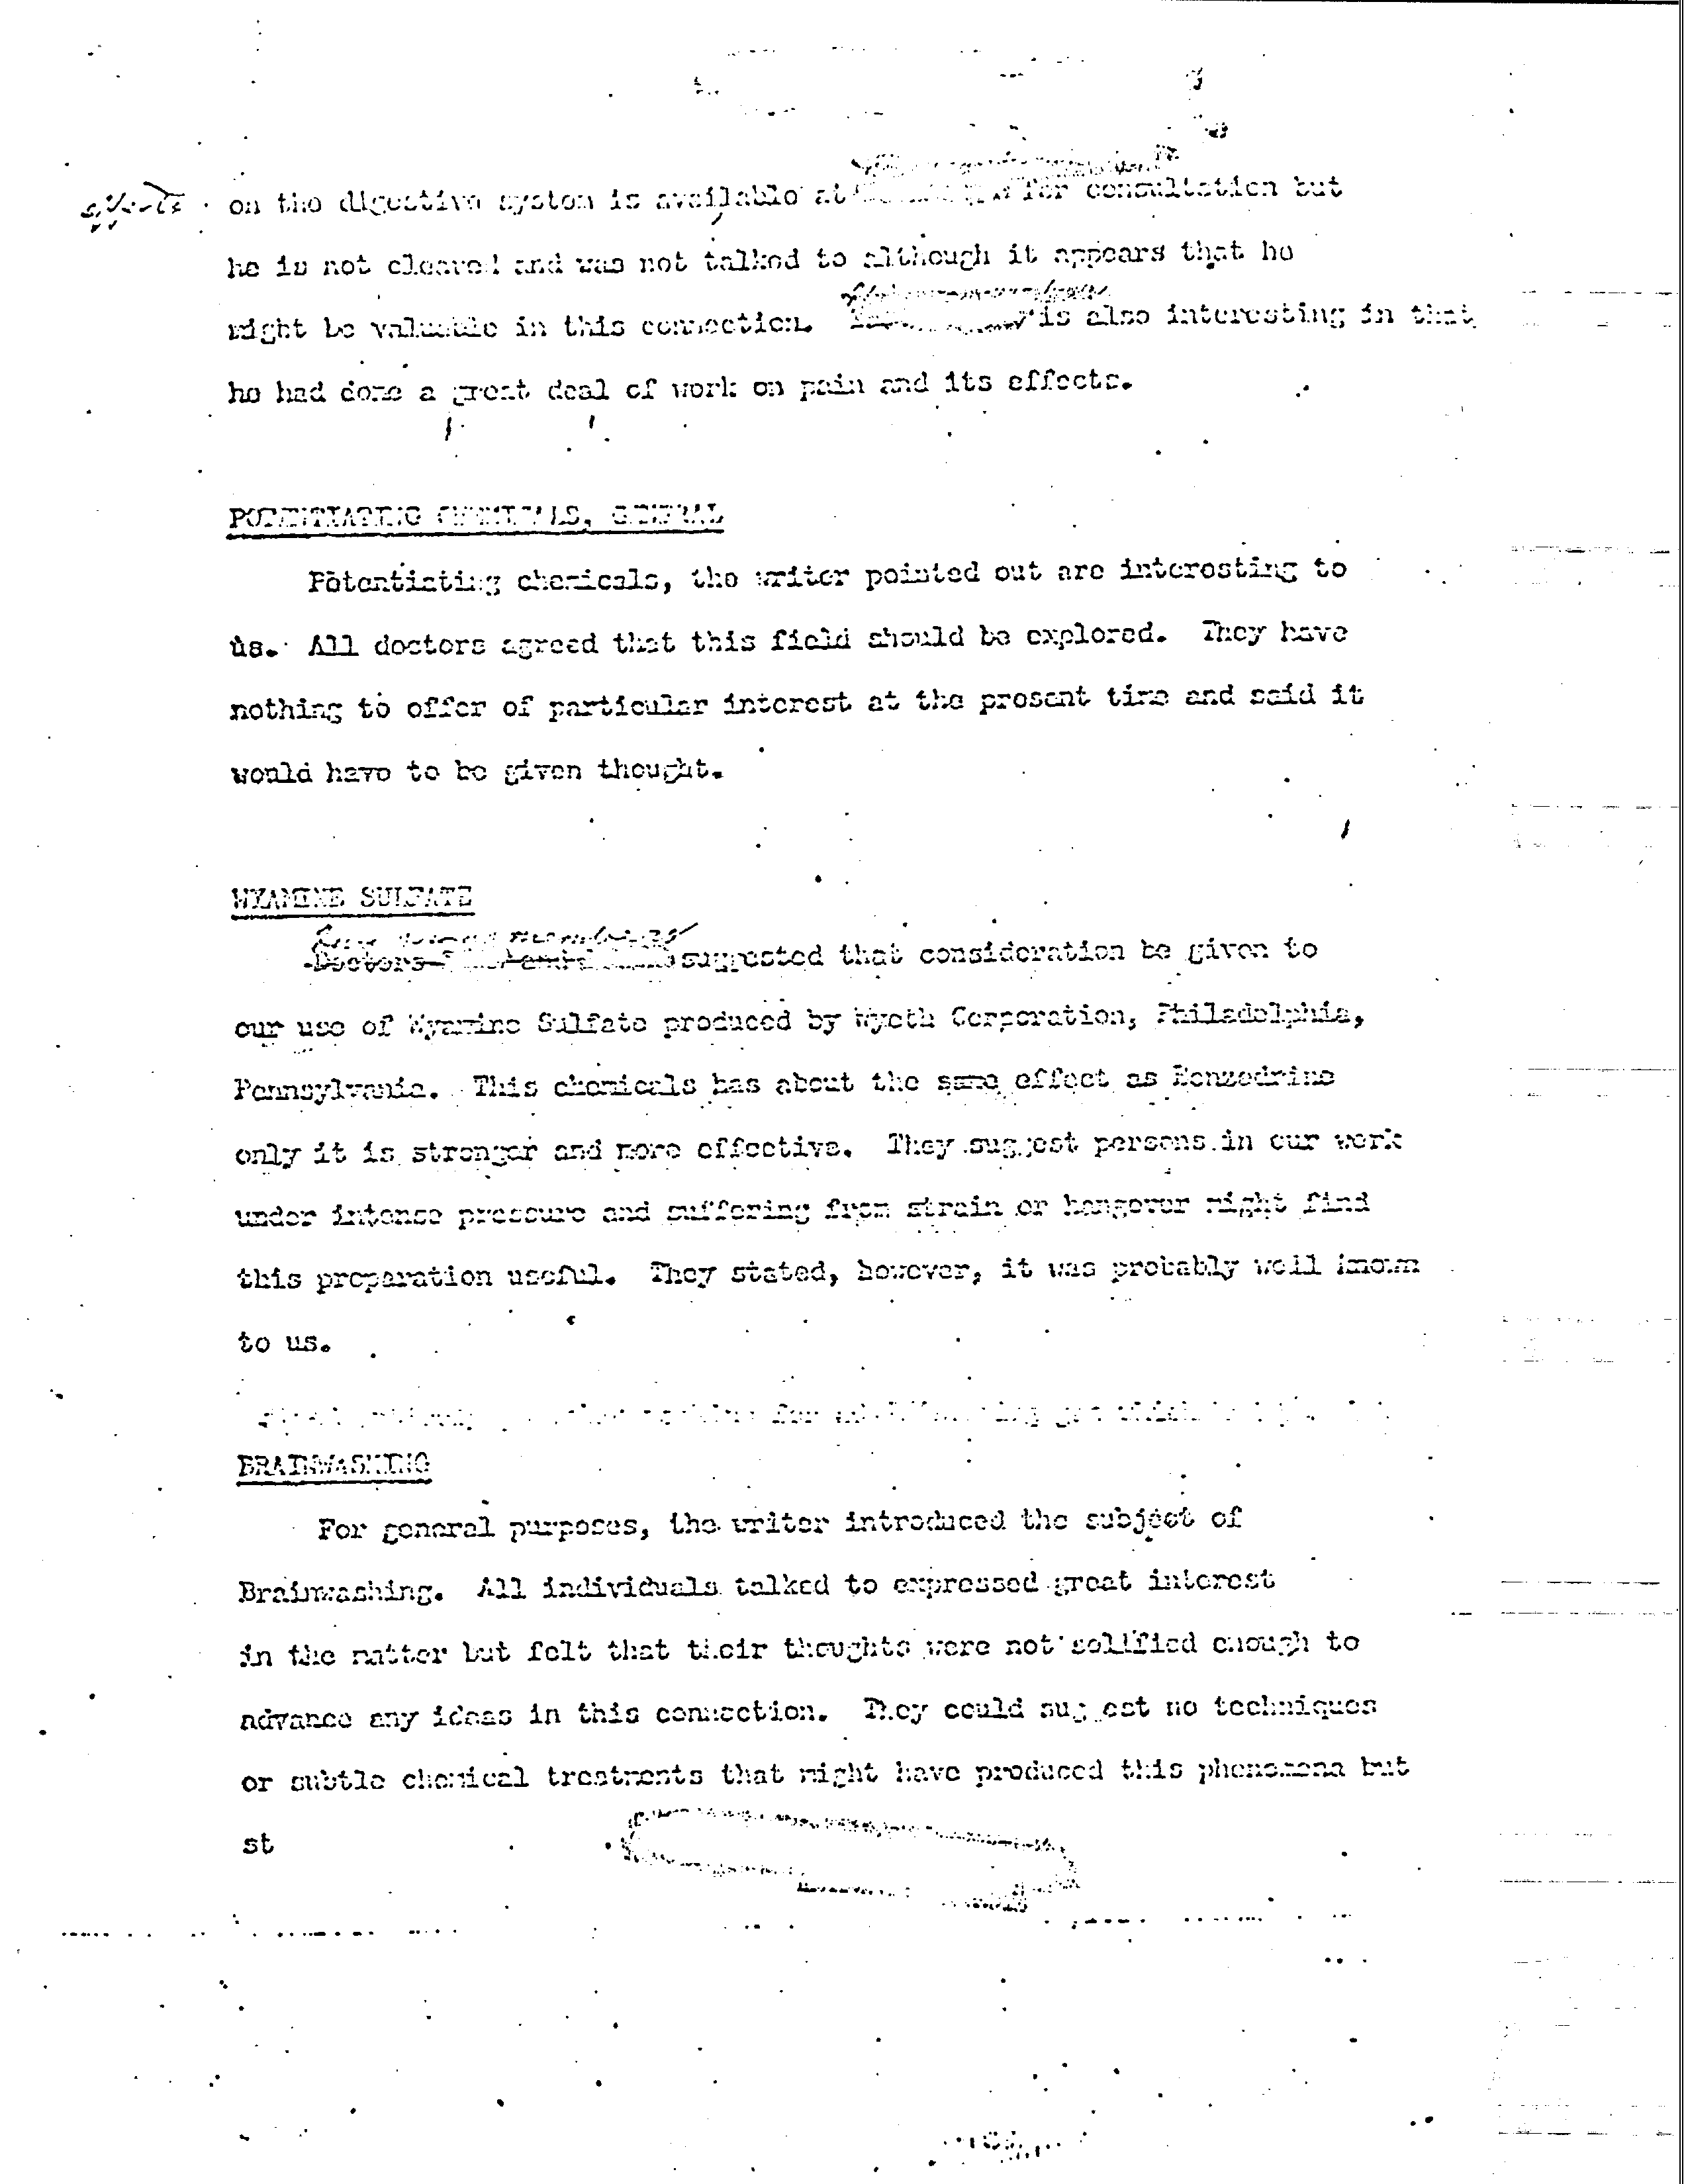 on the digestive system is available at for consultation but
he is not cleared and was not talked to although it appears that he
might be valuable in this connection. is also interesting in that
he had done a great deal of work on pain and its effects.
POTENTIATING CHEMICALS, GENERAL
Potentiating chemicals, the writer pointed out are interesting to
us. All doctors agreed that this field should be explored. They have
nothing to offer of particular interest at the present time and said it
would have to be given thought.
WYAMINE SULFATE
Doctors and suggested that consideration be given to
our use of Wyamine Sulfate produced by Wyeth Corporation, Philadelphia,
Pennsylvania. This chemicals has about the same effect as Benzedrine
only it is stronger and more effective. They suggest persons in our work
under intense pressure and suffering from strain or hangover might find
this preparation useful. They stated, however, it was probably well known
to us.
BRAINWASHING
For general purposes, the writer introduced the subject of
Brainwashing. All individuals talked to expressed great interest
in the matter but felt that their thoughts were not solified enough to
advance any ideas in this connection. They could suggest no techniques
or subtle chemical treatments that might have produced this phenomena but
st